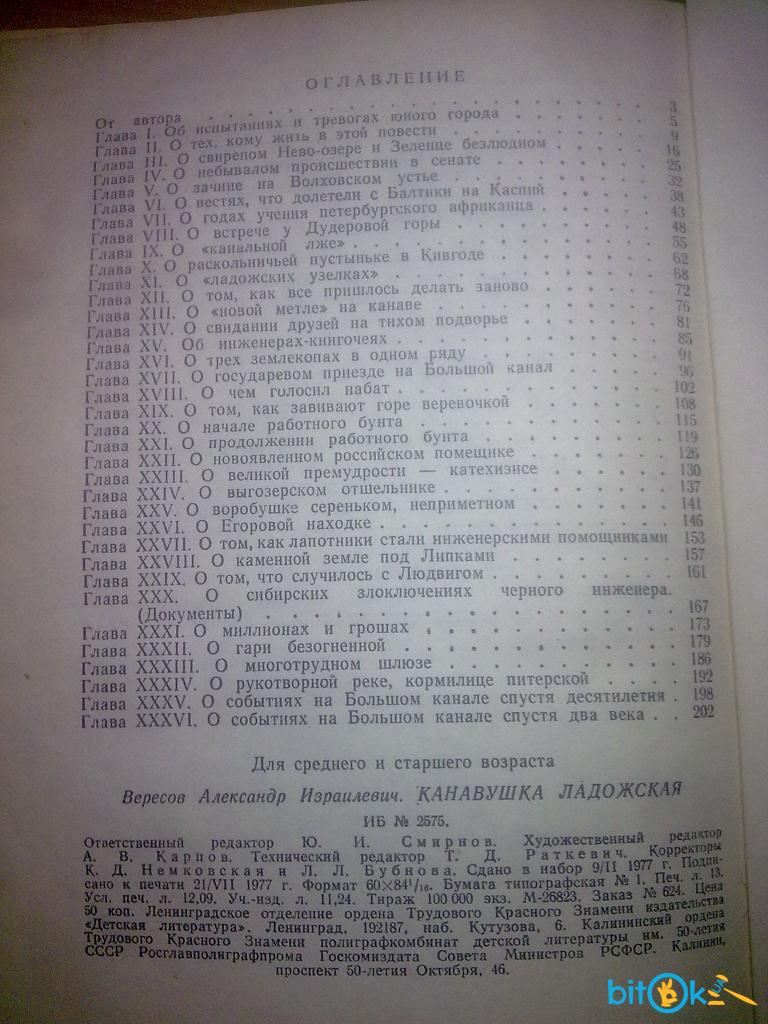 ОГЛАВЛЕНИЕ
От автора . . . . . . . . . . . . . . . . . . . . 3
Глава I. Об испытаниях и тревогах юного города . . . . . . . 5
Глава II. О тех, кому жить в этой повести . . . . . . . . . 9
Глава III. О свирепом Нево-озере и Зеленце безлюдном . . . . . 16
Глава IV. О небывалом происшествии в сенате . . . . . . . 25
Глава V. О зачине на Волховском устье . . . . . . . . . 32
Глава VI. О вестях, что долетели с Балтики на Каспий . . . . . 38
Глава VII. О годах учения петербургского африканца . . . . . 43
Глава VIII. О встрече у Дудеровой горы . . . . . . . . . 48
Глава IX. О «канальной лже» . . . . . . . . . . . . 55
Глава X. О раскольничьей пустыньке в Кивгоде . . . . . . . 62
Глава XI. О «ладожских узелках» . . . . . . . . . . . 68
Глава XII. О том, как все пришлось делать заново . . . . . . 72
Глава XIII. О «новой метле» на канаве . . . . . . . . . 76
Глава XIV. О свидании друзей на тихом подворье . . . . . . 81
Глава XV. Об инженерах-книгочеях . . . . . . . . . . 85
Глава XVI. О трех землекопах в одном ряду . . . . . . . . 91
Глава XVII. О государевом приезде на Большой канал . . . . . 96
Глава XVIII. О чем голосил набат . . . . . . . . . . . 102
Глава XIX. О том, как завивают горе веревочкой . . . . . . 108
Глава XX. О начале работного бунта . . . . . . . . . . 115
Глава XXI. О продолжении работного бунта . . . . . . . . 119
Глава XXII. О новоявленном российском помещике . . . . . . 126
Глава XXIII. О великой премудрости — катехизисе . . . . . . 130
Глава XXIV. О выгозерском отшельнике . . . . . . . . . 137
Глава XXV. О воробушке сереньком, неприметном . . . . . . 141
Глава XXVI. О Егоровой находке . . . . . . . . . . . 146
Глава XXVII. О том, как лапотники стали инженерскими помощниками 153
Глава XXVIII. О каменной земле под Липками . . . . . . . 157
Глава XXIX. О том, что случилось с Людвигом . . . . . . . 161
Глава XXX. О сибирских злоключениях черного инженера.
(Документы) . . . . . . . . . . . . . . . . 167
Глава XXXI. О миллионах и грошах . . . . . . . . . . 173
Глава XXXII. О гари безогненной . . . . . . . . . . . 179
Глава XXXIII. О многотрудном шлюзе . . . . . . . . . 186
Глава XXXIV. О рукотворной реке, кормилице питерской . . . . 192
Глава XXXV. О событиях на Большом канале спустя десятилетия . 198
Глава XXXVI. О событиях на Большом канале спустя два века . . 202
Для среднего и старшего возраста
Вересов Александр Израилевич. КАНАВУШКА ЛАДОЖСКАЯ
ИБ № 2575.
Ответственный редактор Ю. И. Смирнов. Художественный редактор
А. В. Карпов. Технический редактор Т. Д. Раткевич. Корректоры
К. Д. Немковская и Л. Л. Бубнова. Сдано в набор 9/II 1977 г. Подпи-
сано к печати 21/VII 1977 г. Формат 60×84¹/₁₆. Бумага типографская № 1. Печ. л. 13.
Усл. печ. л. 12,09. Уч.-изд. л. 11,24. Тираж 100 000 экз. М-26823. Заказ № 624. Цена
50 коп. Ленинградское отделение ордена Трудового Красного Знамени издательства
«Детская литература». Ленинград, 192187, наб. Кутузова, 6. Калининский ордена
Трудового Красного Знамени полиграфкомбинат детской литературы им. 50-летия
СССР Росглавполиграфпрома Госкомиздата Совета Министров РСФСР. Калинин,
проспект 50-летия Октября, 46.
bitOk UA